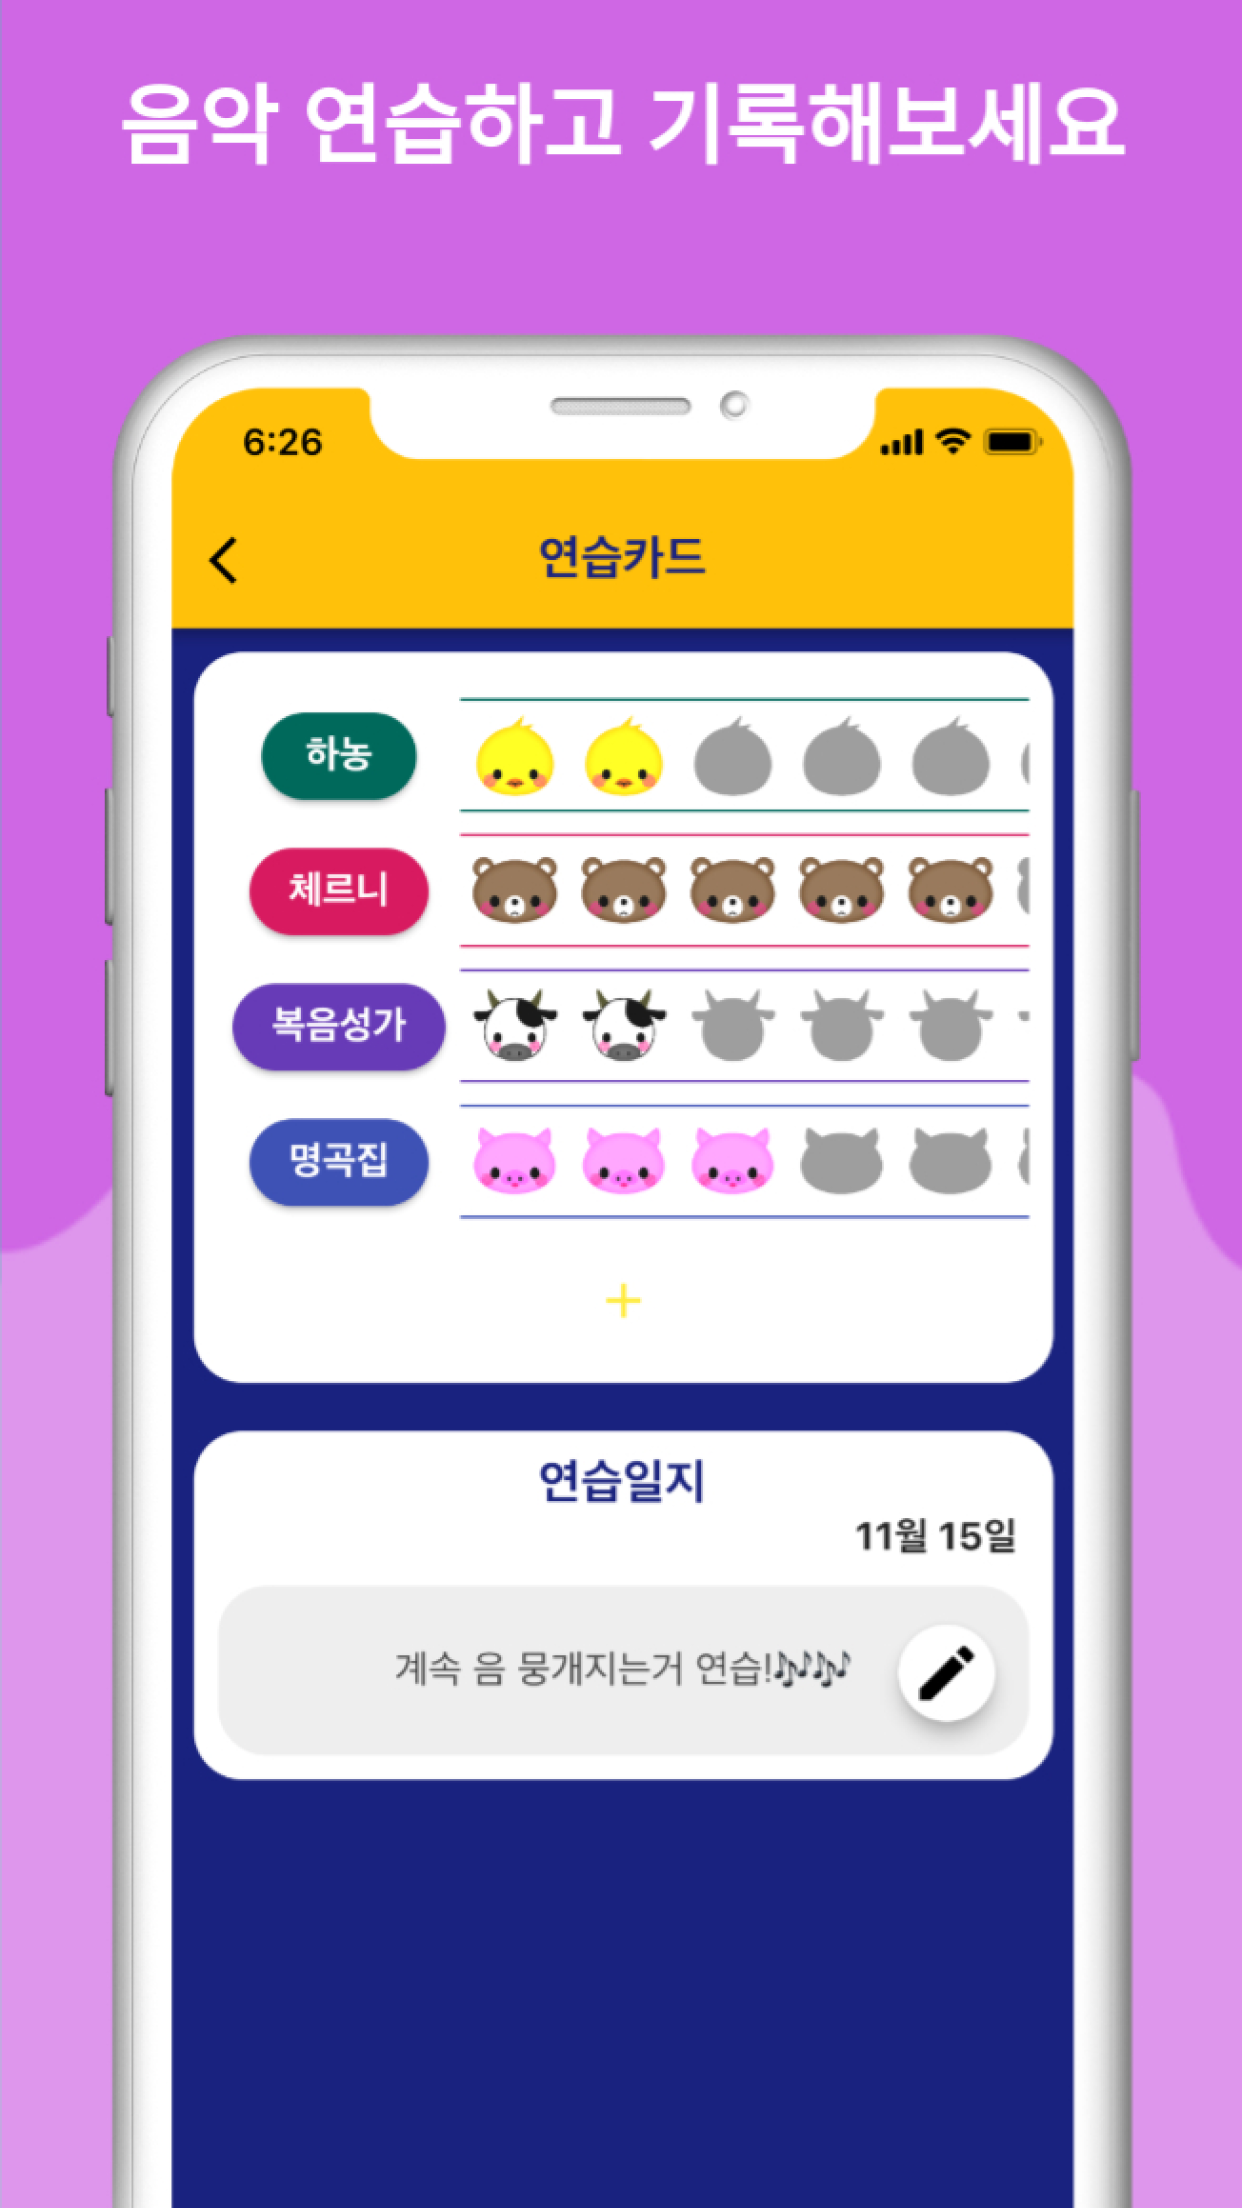 음악 연습하고 기록해보세요
6:26
연습카드
하농
체르니
복음성가
명곡집
+
연습일지
11월 15일
계속 음 뭉개지는거 연습!🎶🎶